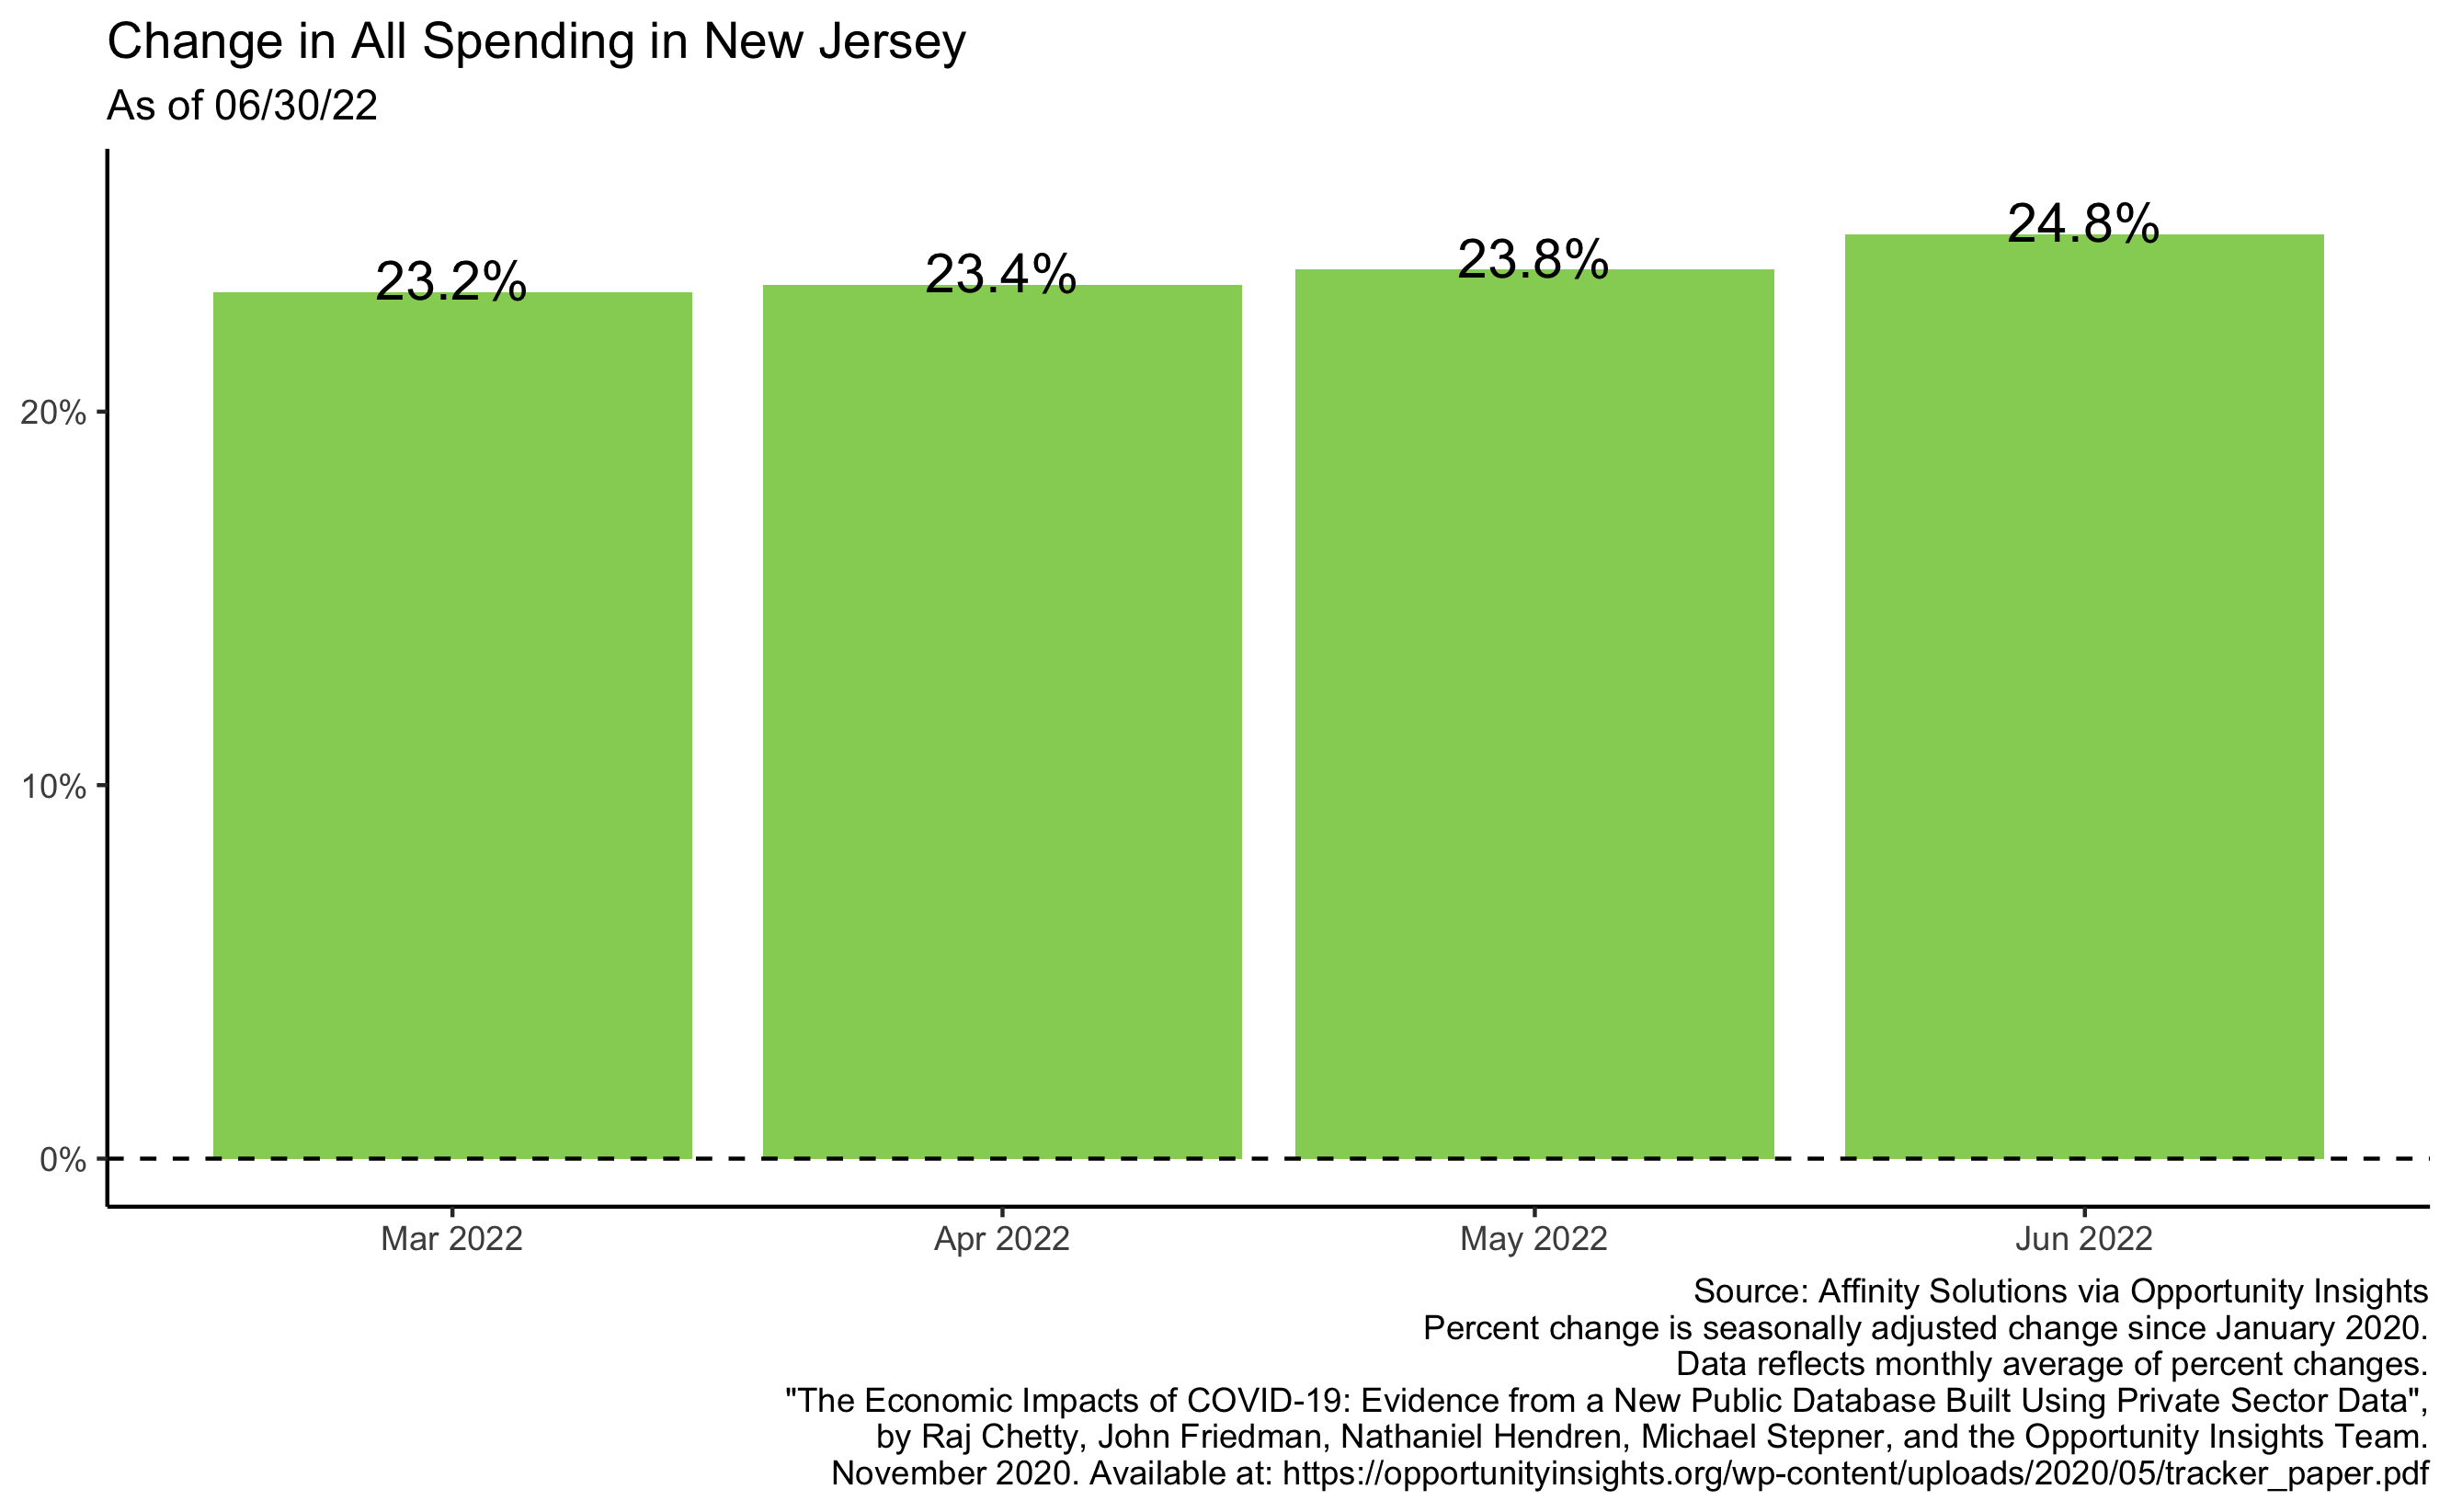 Change in All Spending in New Jersey
As of 06/30/22
23.2%
23.4%
23.8%
24.8%
20%
10%
0%
Mar 2022
Apr 2022
May 2022
Jun 2022
Source: Affinity Solutions via Opportunity Insights
Percent change is seasonally adjusted change since January 2020.
Data reflects monthly average of percent changes.
"The Economic Impacts of COVID-19: Evidence from a New Public Database Built Using Private Sector Data",
by Raj Chetty, John Friedman, Nathaniel Hendren, Michael Stepner, and the Opportunity Insights Team.
November 2020. Available at: https://opportunityinsights.org/wp-content/uploads/2020/05/tracker_paper.pdf